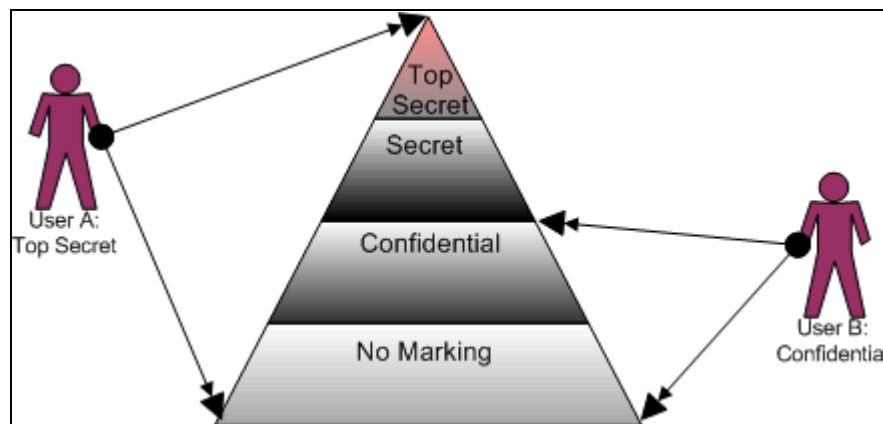 Top
Secret
Secret
User A:
Top Secret
Confidential
No Marking
User B:
Confidentia